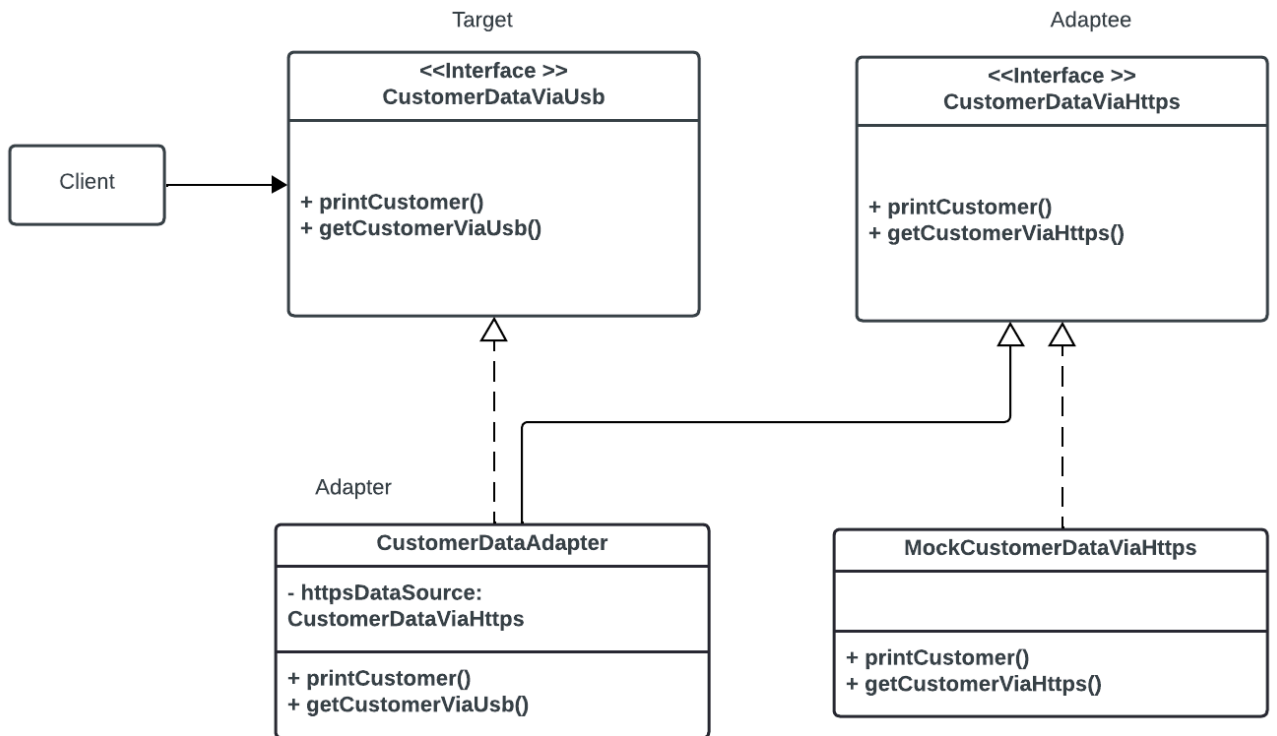 Target
<<Interface >>
CustomerDataViaUsb
+ printCustomer()
+ getCustomerViaUsb()
Adaptee
<<Interface >>
CustomerDataViaHttps
+ printCustomer()
+ getCustomerViaHttps()
Client
Adapter
CustomerDataAdapter
- httpsDataSource:
CustomerDataViaHttps
+ printCustomer()
+ getCustomerViaUsb()
MockCustomerDataViaHttps
+ printCustomer()
+ getCustomerViaHttps()